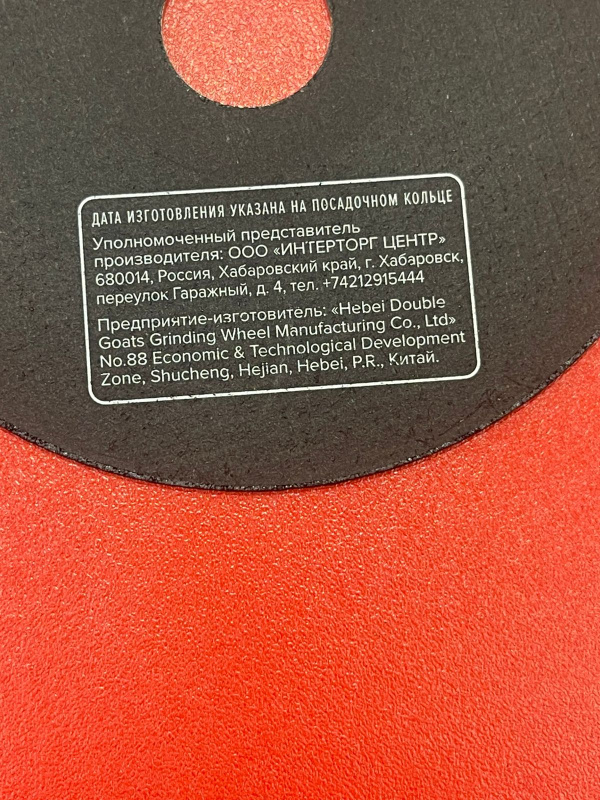 ДАТА ИЗГОТОВЛЕНИЯ УКАЗАНА НА ПОСАДОЧНОМ КОЛЬЦЕ
Уполномоченный представитель
производителя: ООО «ИНТЕРТОРГ ЦЕНТР»
680014, Россия, Хабаровский край, г. Хабаровск,
переулок Гаражный, д. 4, тел. +74212915444
Предприятие-изготовитель: «Hebei Double
Goats Grinding Wheel Manufacturing Co., Ltd»
No.88 Economic & Technological Development
Zone, Shucheng, Hejian, Hebei, P.R., Китай.